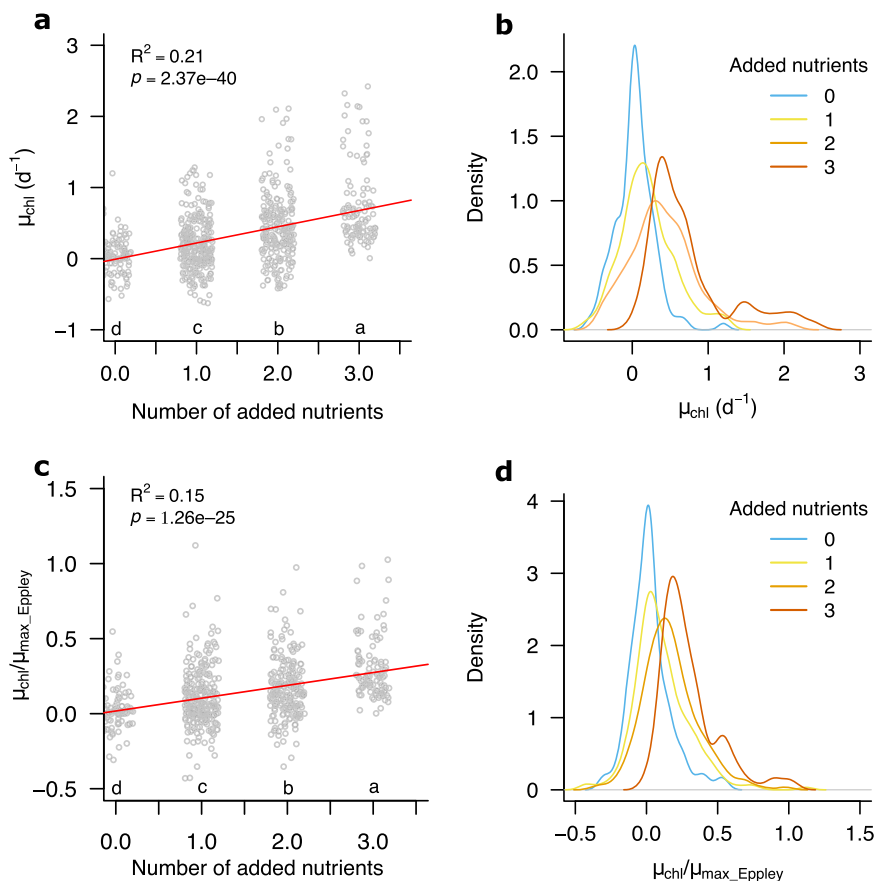 a
R² = 0.21
p = 2.37e−40
μchl (d⁻¹)
3
2
1
0
−1
d c b a
0.0 1.0 2.0 3.0
Number of added nutrients
b
Added nutrients
0
1
2
3
Density
2.0
1.5
1.0
0.5
0.0
0 1 2 3
μchl (d⁻¹)
c
R² = 0.15
p = 1.26e−25
μchl/μmax_Eppley
1.5
1.0
0.5
0.0
−0.5
d c b a
0.0 1.0 2.0 3.0
Number of added nutrients
d
Added nutrients
0
1
2
3
Density
4
3
2
1
0
−0.5 0.0 0.5 1.0 1.5
μchl/μmax_Eppley